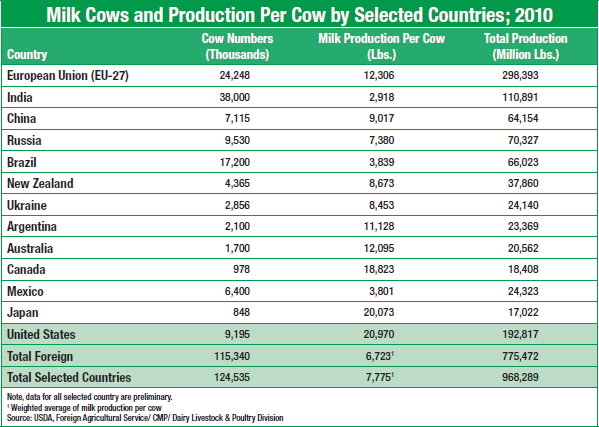 Milk Cows and Production Per Cow by Selected Countries; 2010
Country Cow Numbers (Thousands) Milk Production Per Cow (Lbs.) Total Production (Million Lbs.)
European Union (EU-27) 24,248 12,306 298,393
India 38,000 2,918 110,891
China 7,115 9,017 64,154
Russia 9,530 7,380 70,327
Brazil 17,200 3,839 66,023
New Zealand 4,365 8,673 37,860
Ukraine 2,856 8,453 24,140
Argentina 2,100 11,128 23,369
Australia 1,700 12,095 20,562
Canada 978 18,823 18,408
Mexico 6,400 3,801 24,323
Japan 848 20,073 17,022
United States 9,195 20,970 192,817
Total Foreign 115,340 6,723¹ 775,472
Total Selected Countries 124,535 7,775¹ 968,289
Note, data for all selected country are preliminary.
¹ Weighted average of milk production per cow
Source: USDA, Foreign Agricultural Service/ CMP/ Dairy Livestock & Poultry Division